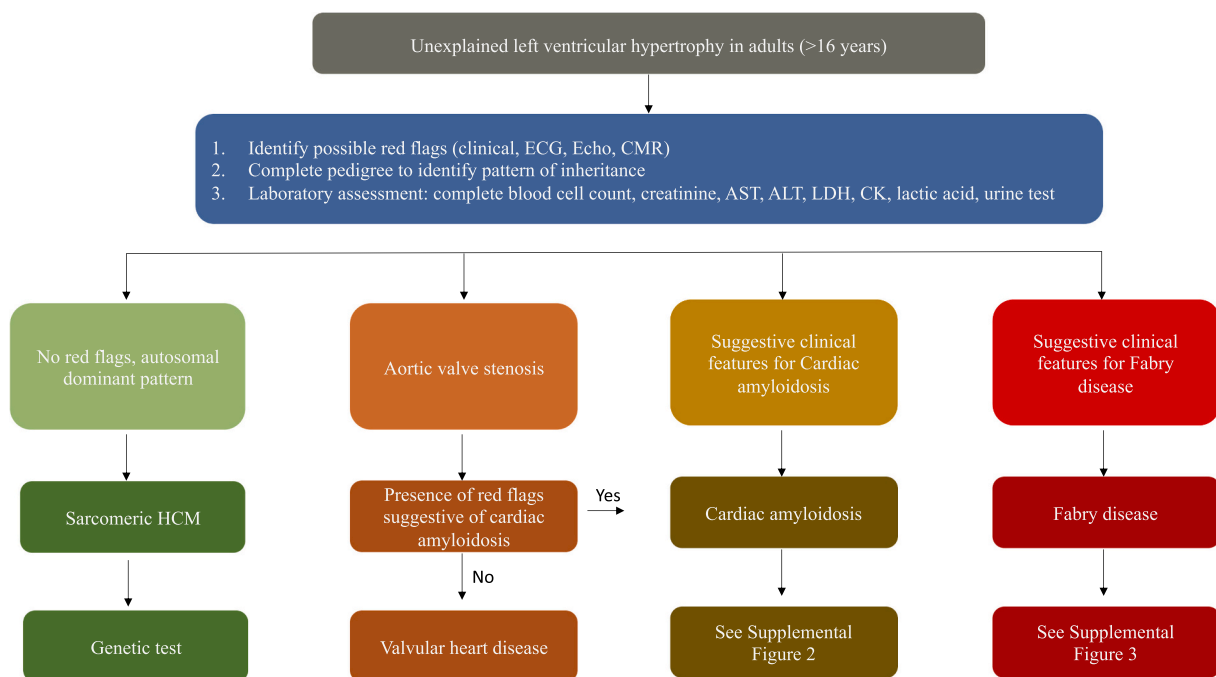 Unexplained left ventricular hypertrophy in adults (>16 years)
1. Identify possible red flags (clinical, ECG, Echo, CMR)
2. Complete pedigree to identify pattern of inheritance
3. Laboratory assessment: complete blood cell count, creatinine, AST, ALT, LDH, CK, lactic acid, urine test
No red flags, autosomal
dominant pattern
Aortic valve stenosis
Suggestive clinical
features for Cardiac
amyloidosis
Suggestive clinical
features for Fabry
disease
Sarcomeric HCM
Presence of red flags
suggestive of cardiac
amyloidosis
Yes
Cardiac amyloidosis
Fabry disease
No
Genetic test
Valvular heart disease
See Supplemental
Figure 2
See Supplemental
Figure 3